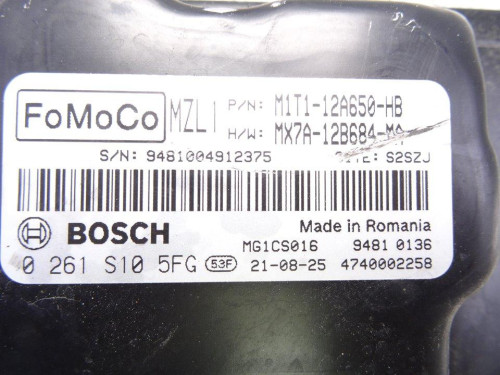 FoMoCo MZL1 P/N: M1T1-12A650-HB
H/W: MX7A-12B684-MA
S/N: 9481004912375 S2SZJ
BOSCH Made in Romania
MG1CS016 9481 0136
0 261 S10 5FG 53F 21-08-25 4740002258